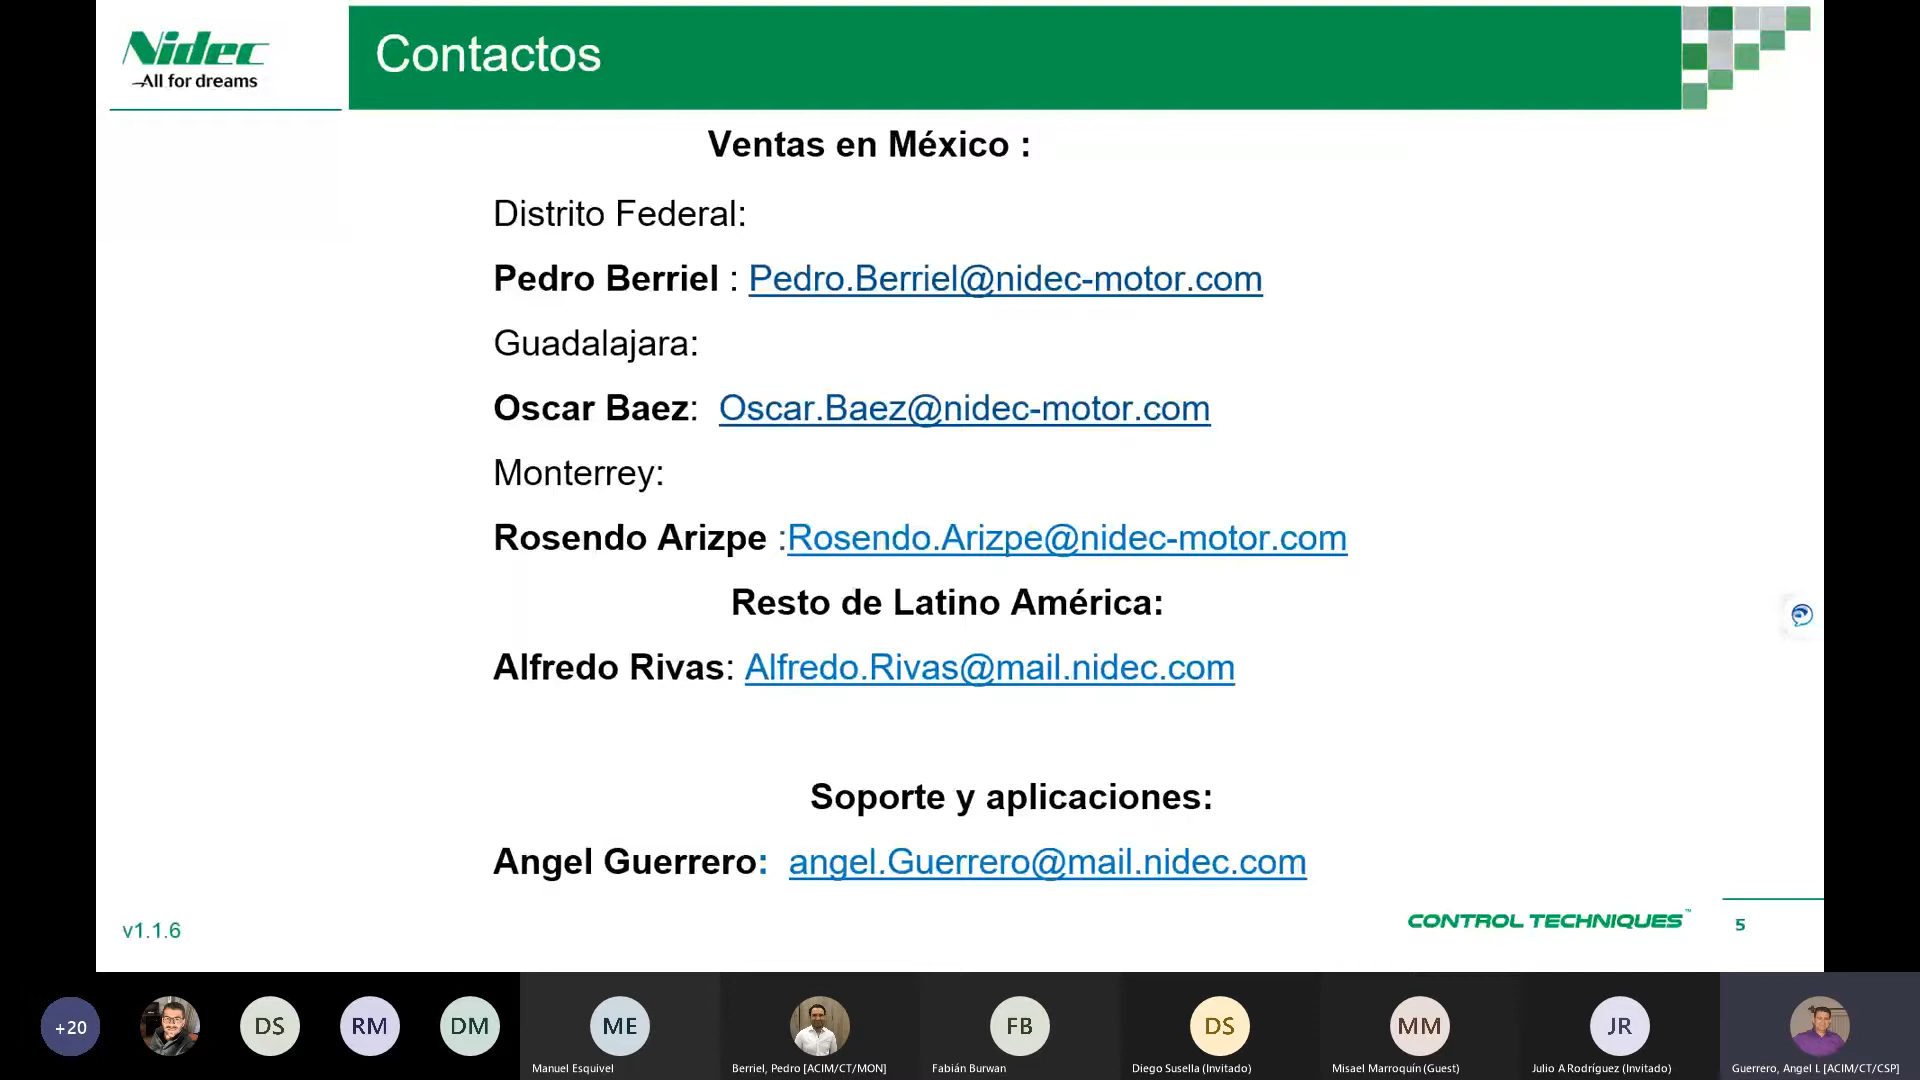 Nidec
All for dreams
Contactos
Ventas en México :
Distrito Federal:
Pedro Berriel : Pedro.Berriel@nidec-motor.com
Guadalajara:
Oscar Baez: Oscar.Baez@nidec-motor.com
Monterrey:
Rosendo Arizpe :Rosendo.Arizpe@nidec-motor.com
Resto de Latino América:
Alfredo Rivas: Alfredo.Rivas@mail.nidec.com
Soporte y aplicaciones:
Angel Guerrero: angel.Guerrero@mail.nidec.com
v1.1.6
CONTROL TECHNIQUES™
5
+20
DS
RM
DM
ME
FB
DS
MM
JR
Manuel Esquivel
Berriel, Pedro [ACIM/CT/MON]
Fabián Burwan
Diego Susella (Invitado)
Misael Marroquín (Guest)
Julio A Rodríguez (Invitado)
Guerrero, Angel L [ACIM/CT/CSP]